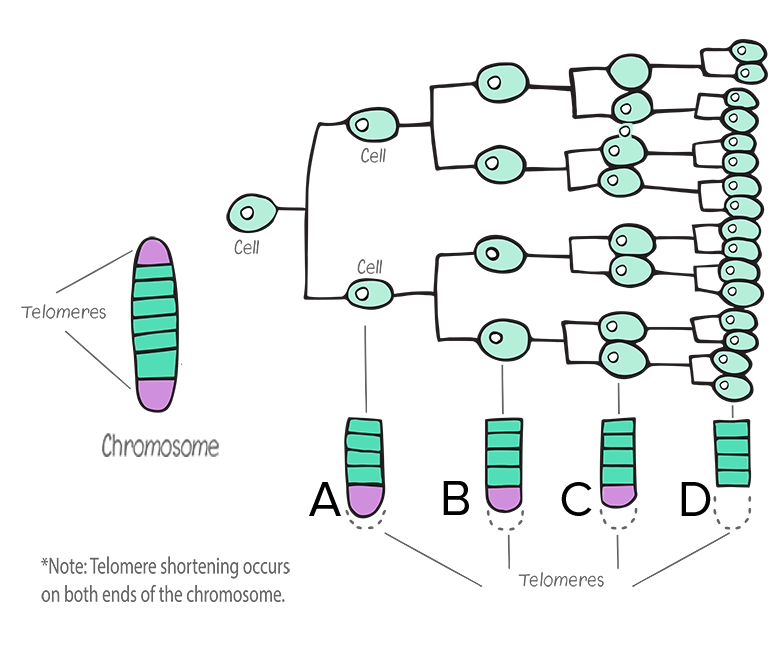 Cell
Cell
Cell
Telomeres
Chromosome
A
B
C
D
Telomeres
*Note: Telomere shortening occurs
on both ends of the chromosome.